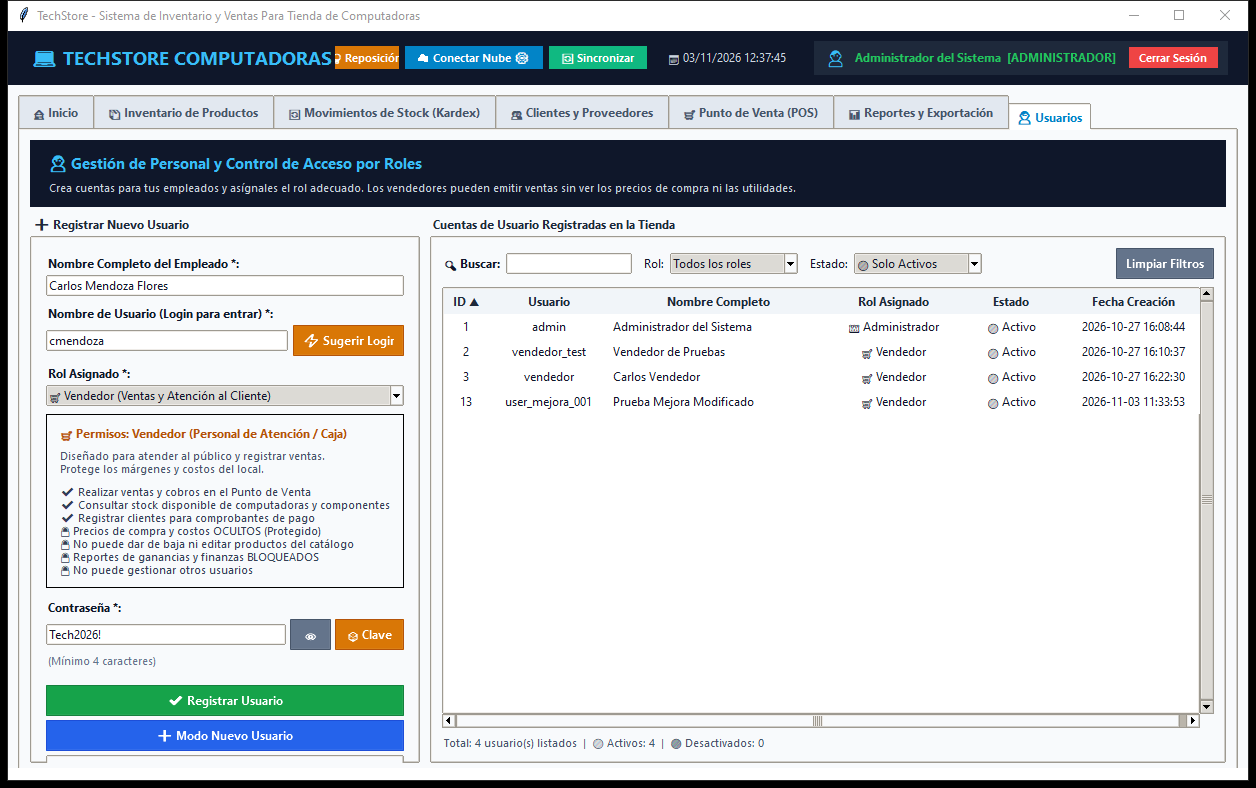 TechStore - Sistema de Inventario y Ventas Para Tienda de Computadoras
TECHSTORE COMPUTADORAS
Reposición
Conectar Nube
Sincronizar
03/11/2026 12:37:45
Administrador del Sistema [ADMINISTRADOR]
Cerrar Sesión
Inicio
Inventario de Productos
Movimientos de Stock (Kardex)
Clientes y Proveedores
Punto de Venta (POS)
Reportes y Exportación
Usuarios
Gestión de Personal y Control de Acceso por Roles
Crea cuentas para tus empleados y asígnales el rol adecuado. Los vendedores pueden emitir ventas sin ver los precios de compra ni las utilidades.
Registrar Nuevo Usuario
Nombre Completo del Empleado *:
Carlos Mendoza Flores
Nombre de Usuario (Login para entrar) *:
cmendoza
Sugerir Login
Rol Asignado *:
Vendedor (Ventas y Atención al Cliente)
Permisos: Vendedor (Personal de Atención / Caja)
Diseñado para atender al público y registrar ventas.
Protege los márgenes y costos del local.
Realizar ventas y cobros en el Punto de Venta
Consultar stock disponible de computadoras y componentes
Registrar clientes para comprobantes de pago
Precios de compra y costos OCULTOS (Protegido)
No puede dar de baja ni editar productos del catálogo
Reportes de ganancias y finanzas BLOQUEADOS
No puede gestionar otros usuarios
Contraseña *:
Tech2026!
Clave
(Mínimo 4 caracteres)
Registrar Usuario
Modo Nuevo Usuario
Cuentas de Usuario Registradas en la Tienda
Buscar:
Rol: Todos los roles
Estado: Solo Activos
Limpiar Filtros
ID ▲ Usuario Nombre Completo Rol Asignado Estado Fecha Creación
1 admin Administrador del Sistema Administrador Activo 2026-10-27 16:08:44
2 vendedor_test Vendedor de Pruebas Vendedor Activo 2026-10-27 16:10:37
3 vendedor Carlos Vendedor Vendedor Activo 2026-10-27 16:22:30
13 user_mejora_001 Prueba Mejora Modificado Vendedor Activo 2026-11-03 11:33:53
Total: 4 usuario(s) listados | Activos: 4 | Desactivados: 0